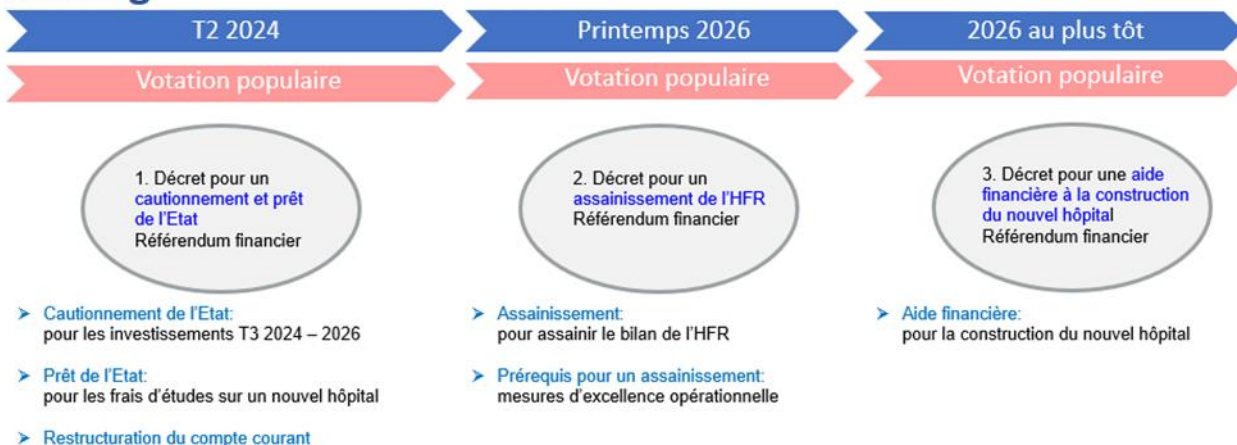 T2 2024
Printemps 2026
2026 au plus tôt
Votation populaire
Votation populaire
Votation populaire
1. Décret pour un
cautionnement et prêt
de l'Etat
Référendum financier
2. Décret pour un
assainissement de l'HFR
Référendum financier
3. Décret pour une aide
financière à la construction
du nouvel hôpital
Référendum financier
➤ Cautionnement de l'Etat:
pour les investissements T3 2024 – 2026
➤ Prêt de l'Etat:
pour les frais d'études sur un nouvel hôpital
➤ Restructuration du compte courant
➤ Assainissement:
pour assainir le bilan de l'HFR
➤ Prérequis pour un assainissement:
mesures d'excellence opérationnelle
➤ Aide financière:
pour la construction du nouvel hôpital